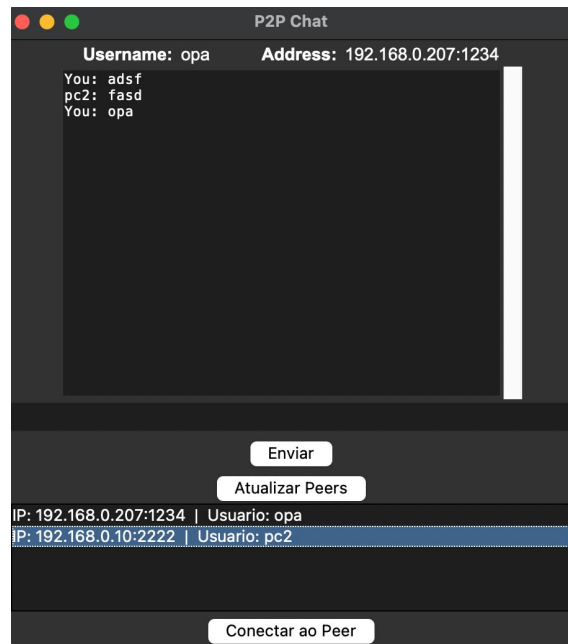 P2P Chat
Username: opa Address: 192.168.0.207:1234
You: adsf
pc2: fasd
You: opa
Enviar
Atualizar Peers
IP: 192.168.0.207:1234 | Usuario: opa
IP: 192.168.0.10:2222 | Usuario: pc2
Conectar ao Peer